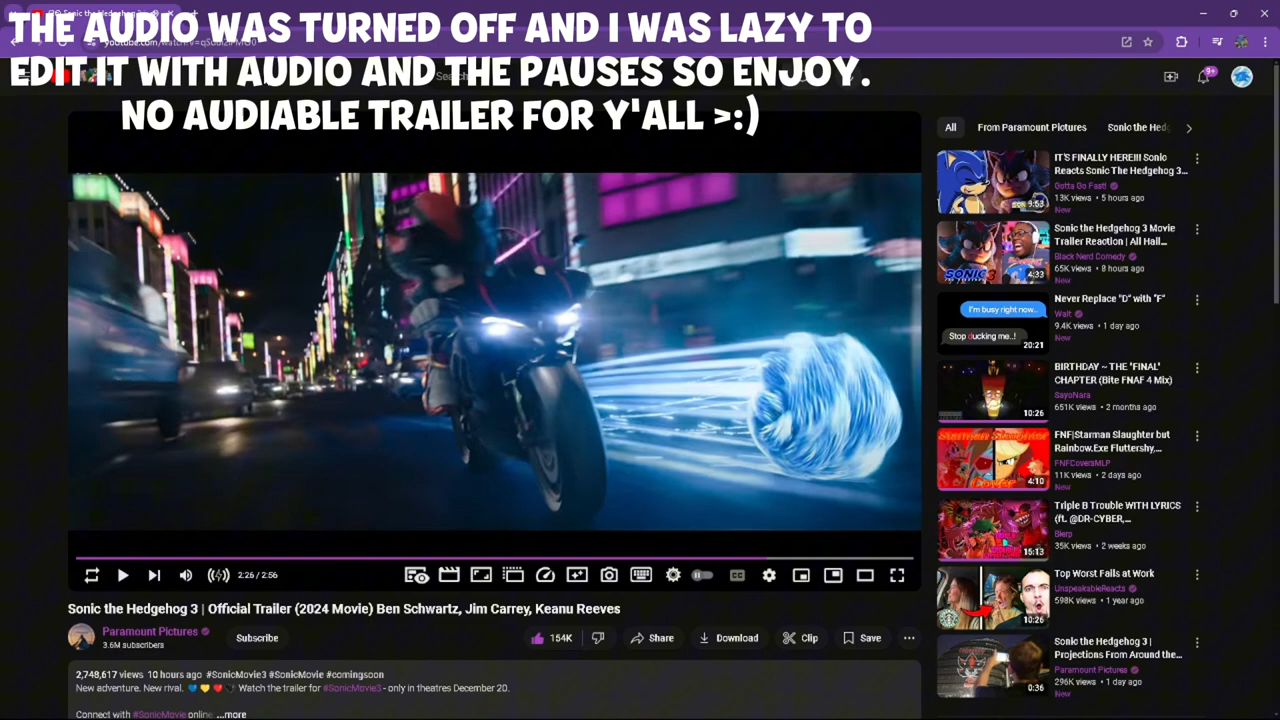 THE AUDIO WAS TURNED OFF AND I WAS LAZY TO
EDIT IT WITH AUDIO AND THE PAUSES SO ENJOY.
NO AUDIABLE TRAILER FOR Y'ALL >:)
9+
All
From Paramount Pictures
IT'S FINALLY HERE!!! Sonic
Reacts Sonic The Hedgehog 3...
Gotta Go Fast!
13K views • 5 hours ago
New
9:53
Sonic the Hedgehog 3 Movie
Trailer Reaction | All Hail...
Black Nerd Comedy
65K views • 8 hours ago
New
SONIC
4:33
Never Replace "D" with "F"
Wait
9.4K views • 1 day ago
New
I'm busy right now..
Stop ducking me..!
20:21
BIRTHDAY ~ THE "FINAL"
CHAPTER (Bite FNAF 4 Mix)
SayoNara
651K views • 2 months ago
10:26
FNF|Starman Slaughter but
Rainbow.Exe Fluttershy,...
FNFCoversMLP
11K views • 2 days ago
New
4:10
Triple B Trouble WITH LYRICS
(ft. @DR-CYBER,...
Blerp
35K views • 2 weeks ago
15:13
Top Worst Fails at Work
UnspeakableReacts
598K views • 1 year ago
10:26
Sonic the Hedgehog 3 |
Projections From Around the...
Paramount Pictures
296K views • 1 day ago
New
0:36
2:26 / 2:56
CC
Sonic the Hedgehog 3 | Official Trailer (2024 Movie) Ben Schwartz, Jim Carrey, Keanu Reeves
Paramount Pictures
3.6M subscribers
Subscribe
154K
Share
Download
Clip
Save
2,748,617 views 10 hours ago #SonicMovie3 #SonicMovie #comingsoon
New adventure. New rival. 💙 💛 ❤️ 🖤 Watch the trailer for #SonicMovie3 - only in theatres December 20.
Connect with #SonicMovie online: ...more